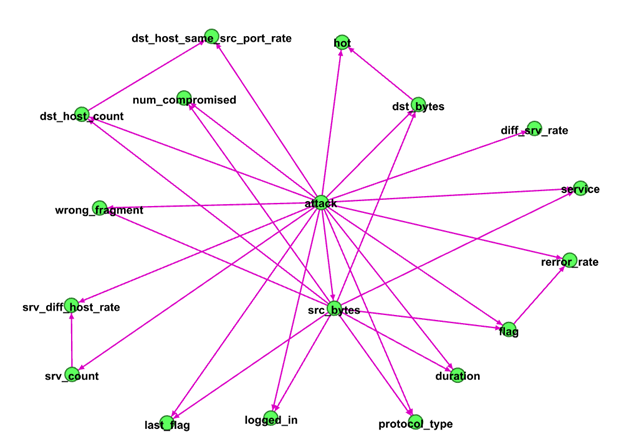 dst_host_same_src_port_rate
hot
num_compromised
dst_bytes
dst_host_count
diff_srv_rate
service
attack
wrong_fragment
rerror_rate
srv_diff_host_rate
src_bytes
flag
srv_count
duration
last_flag
logged_in
protocol_type